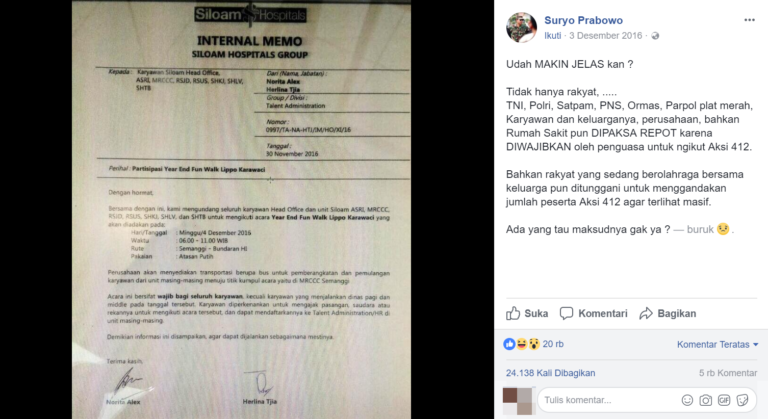 Siloam Hospitals
INTERNAL MEMO
SILOAM HOSPITALS GROUP
Kepada : Karyawan Siloam Head Office,
ASRI, MRCCC, RSJD, RSUS, SHKJ, SHLV,
SHTB
Dari (Nama, Jabatan):
Norita Alex
Herlina Tjia
Group / Divisi :
Talent Administration
Nomor:
0997/TA-NA-HTJ/IM/HO/XI/16
Tanggal :
30 November 2016
Perihal : Partisipasi Year End Fun Walk Lippo Karawaci
Dengan hormat,
Bersama dengan ini, kami mengundang seluruh karyawan Head Office dan unit Siloam ASRI, MRCCC,
RSJD, RSUS, SHKJ, SHLV, dan SHTB untuk mengikuti acara Year End Fun Walk Lippo Karawaci yang
akan diadakan pada:
Hari/Tanggal : Minggu/4 Desember 2016
Waktu : 06:00 - 11.00 WIB
Rute : Semanggi - Bundaran HI
Pakaian : Atasan Putih
Perusahaan akan menyediakan transportasi berupa bus untuk pemberangkatan dan pemulangan
karyawan dari unit masing-masing menuju titik kumpul acara yaitu di MRCCC Semanggi
Acara ini bersifat wajib bagi seluruh karyawan, kecuali karyawan yang menjalankan dinas pagi dan
middle pada tanggal tersebut. Karyawan diperkenankan untuk mengajak pasangan, saudara atau
rekannya untuk mengikuti acara tersebut, dan dapat mendaftarkannya ke Talent Administration/HR di
unit masing-masing.
Demikian informasi ini disampaikan, agar dapat dijalankan sebagaimana mestinya.
Terima kasih,
Norita Alex Herlina Tjia
Suryo Prabowo
Ikuti · 3 Desember 2016 ·
Udah MAKIN JELAS kan ?
Tidak hanya rakyat, .....
TNI, Polri, Satpam, PNS, Ormas, Parpol plat merah,
Karyawan dan keluarganya, perusahaan, bahkan
Rumah Sakit pun DIPAKSA REPOT karena
DIWAJIBKAN oleh penguasa untuk ngikut Aksi 412.
Bahkan rakyat yang sedang berolahraga bersama
keluarga pun ditunggani untuk menggandakan
jumlah peserta Aksi 412 agar terlihat masif.
Ada yang tau maksudnya gak ya ? — buruk 😟.
Suka Komentari Bagikan
20 rb Komentar Teratas
24.138 Kali Dibagikan 5 rb Komentar
Tulis komentar...
GIF